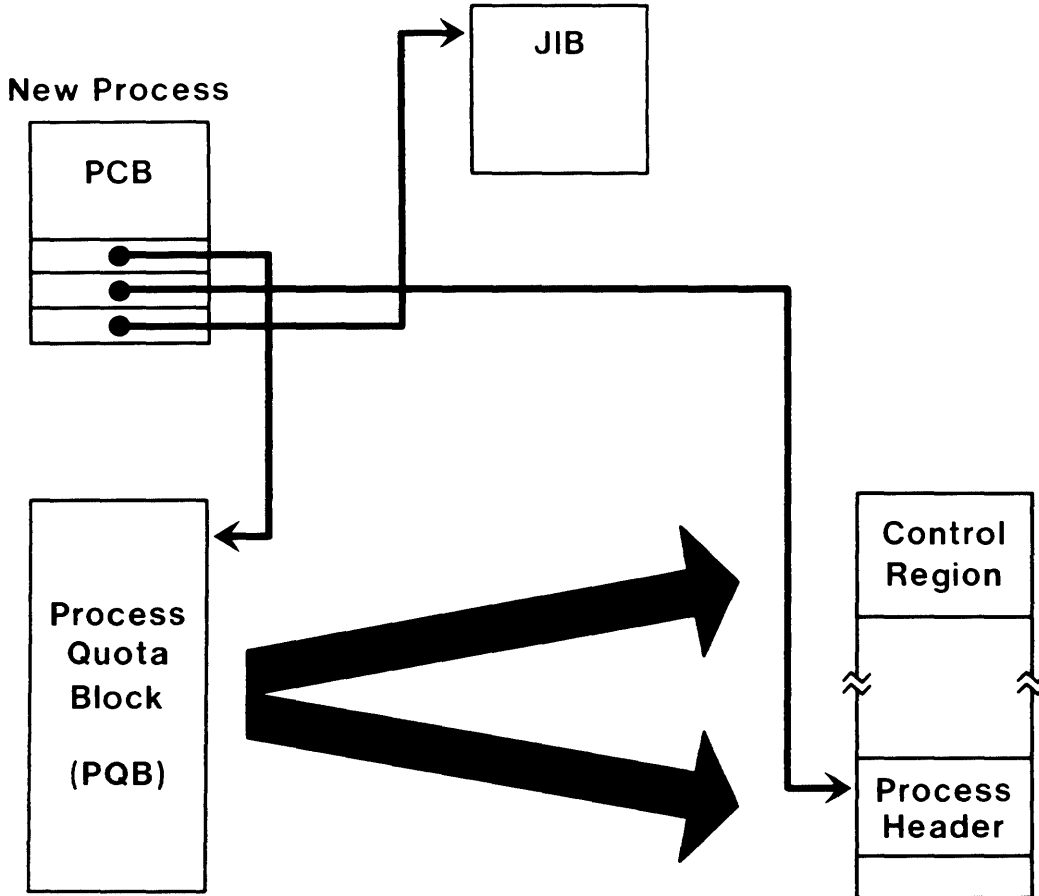 JIB
New Process
PCB
Control
Region
Process
Quota
Block
(PQB)
Process
Header